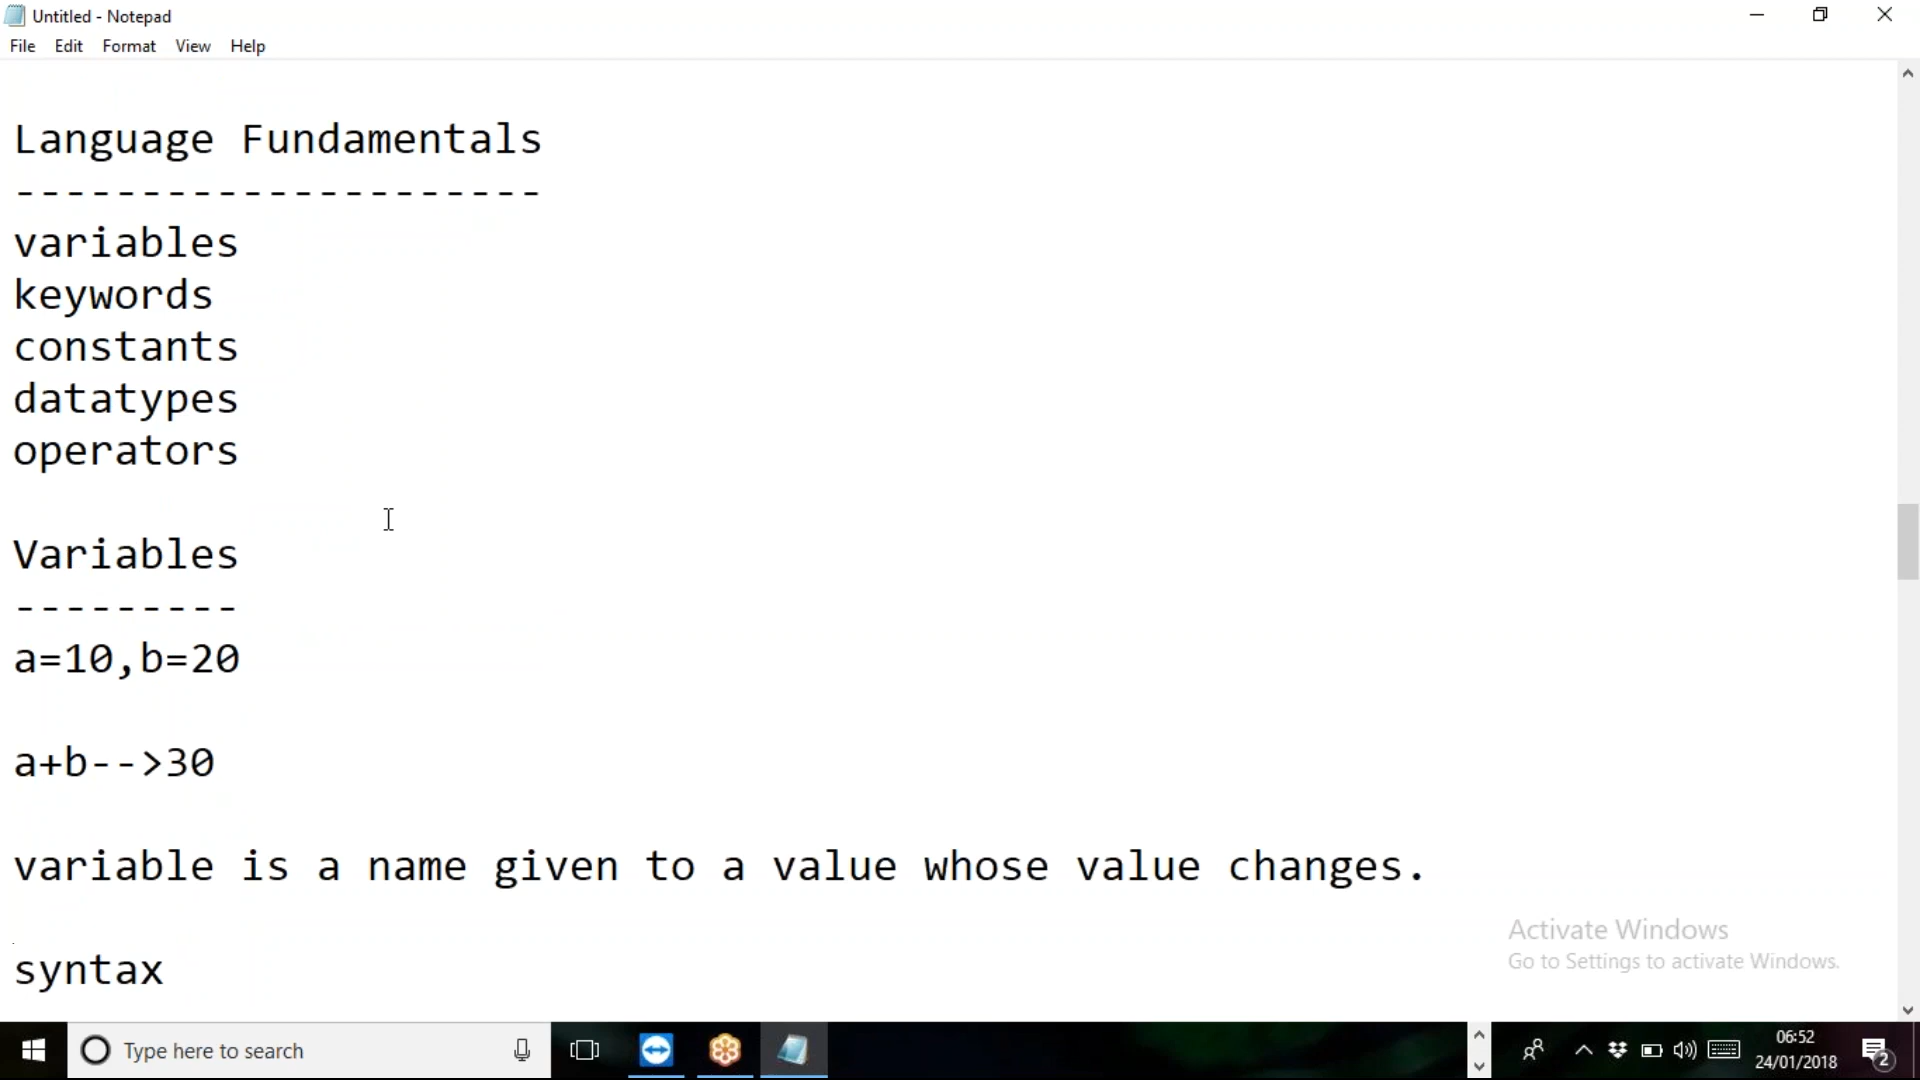 Untitled - Notepad
File Edit Format View Help
Language Fundamentals
---------------------
variables
keywords
constants
datatypes
operators
Variables
---------
a=10,b=20
a+b-->30
variable is a name given to a value whose value changes.
syntax
Activate Windows
Go to Settings to activate Windows.
Type here to search
06:52
24/01/2018
2